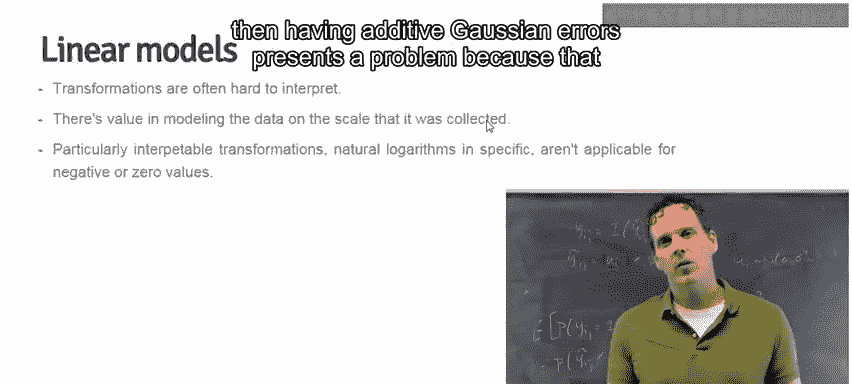 then having additive Gaussian errors
Linear models
presents a problem because that
- Transformations are often hard to interpret.
- There's value in modeling the data on the scale that it was collected.
- Particularly interpetable transformations, natural logarithms in specific, aren't applicable for
negative or zero values.